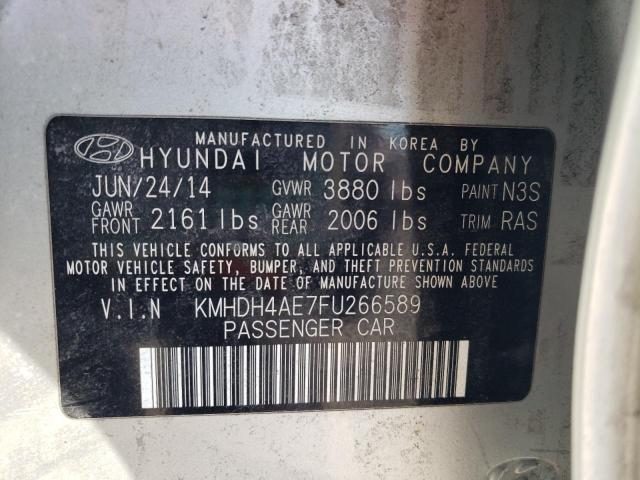 MANUFACTURED IN KOREA BY
HYUNDAI MOTOR COMPANY
JUN/24/14 GVWR 3880 lbs PAINT N3S
GAWR FRONT 2161 lbs GAWR REAR 2006 lbs TRIM RAS
THIS VEHICLE CONFORMS TO ALL APPLICABLE U.S.A. FEDERAL
MOTOR VEHICLE SAFETY, BUMPER, AND THEFT PREVENTION STANDARDS
IN EFFECT ON THE DATE OF MANUFACTURE SHOWN ABOVE.
V.I.N KMHDH4AE7FU266589
PASSENGER CAR